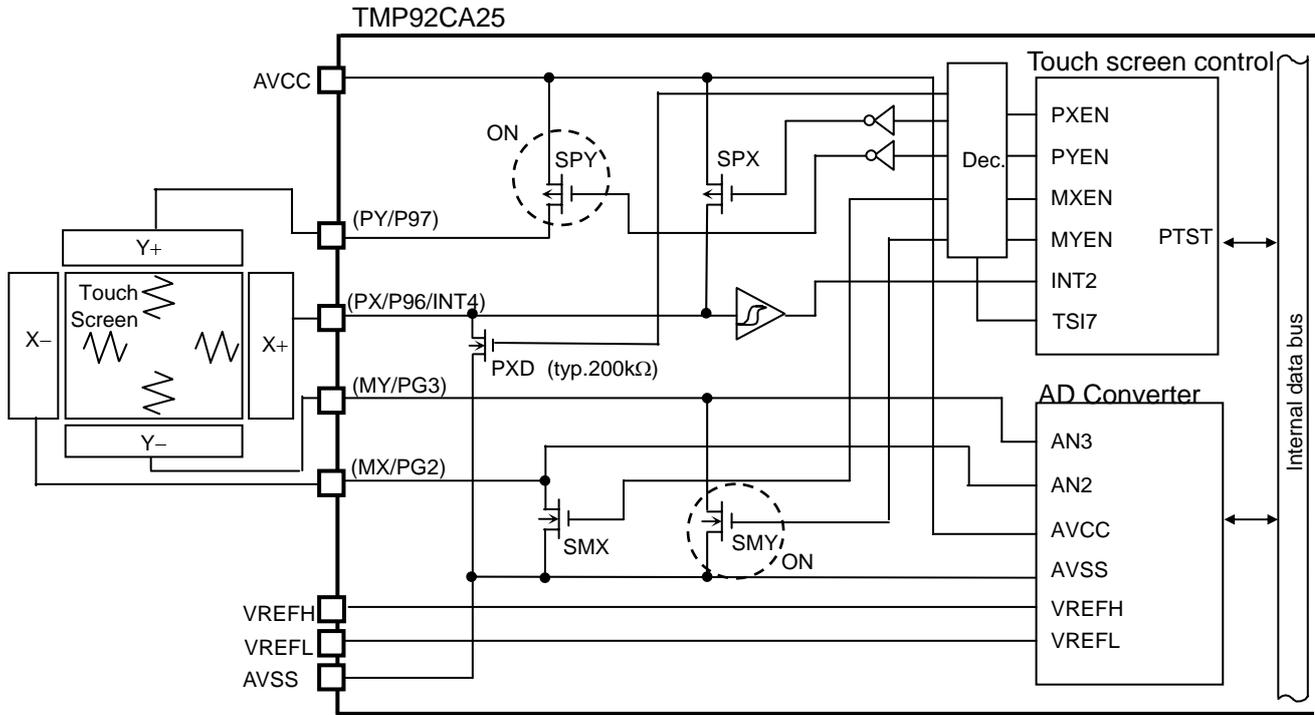 TMP92CA25
Touch screen control
AVCC
ON
SPY
SPX
Dec.
PXEN
PYEN
MXEN
MYEN
PTST
INT2
TSI7
(PY/P97)
Y+
Touch
Screen
X−
X+
(PX/P96/INT4)
PXD (typ.200kΩ)
(MY/PG3)
Y−
(MX/PG2)
SMX
SMY
ON
AD Converter
AN3
AN2
AVCC
AVSS
VREFH
VREFL
Internal data bus
VREFH
VREFL
AVSS